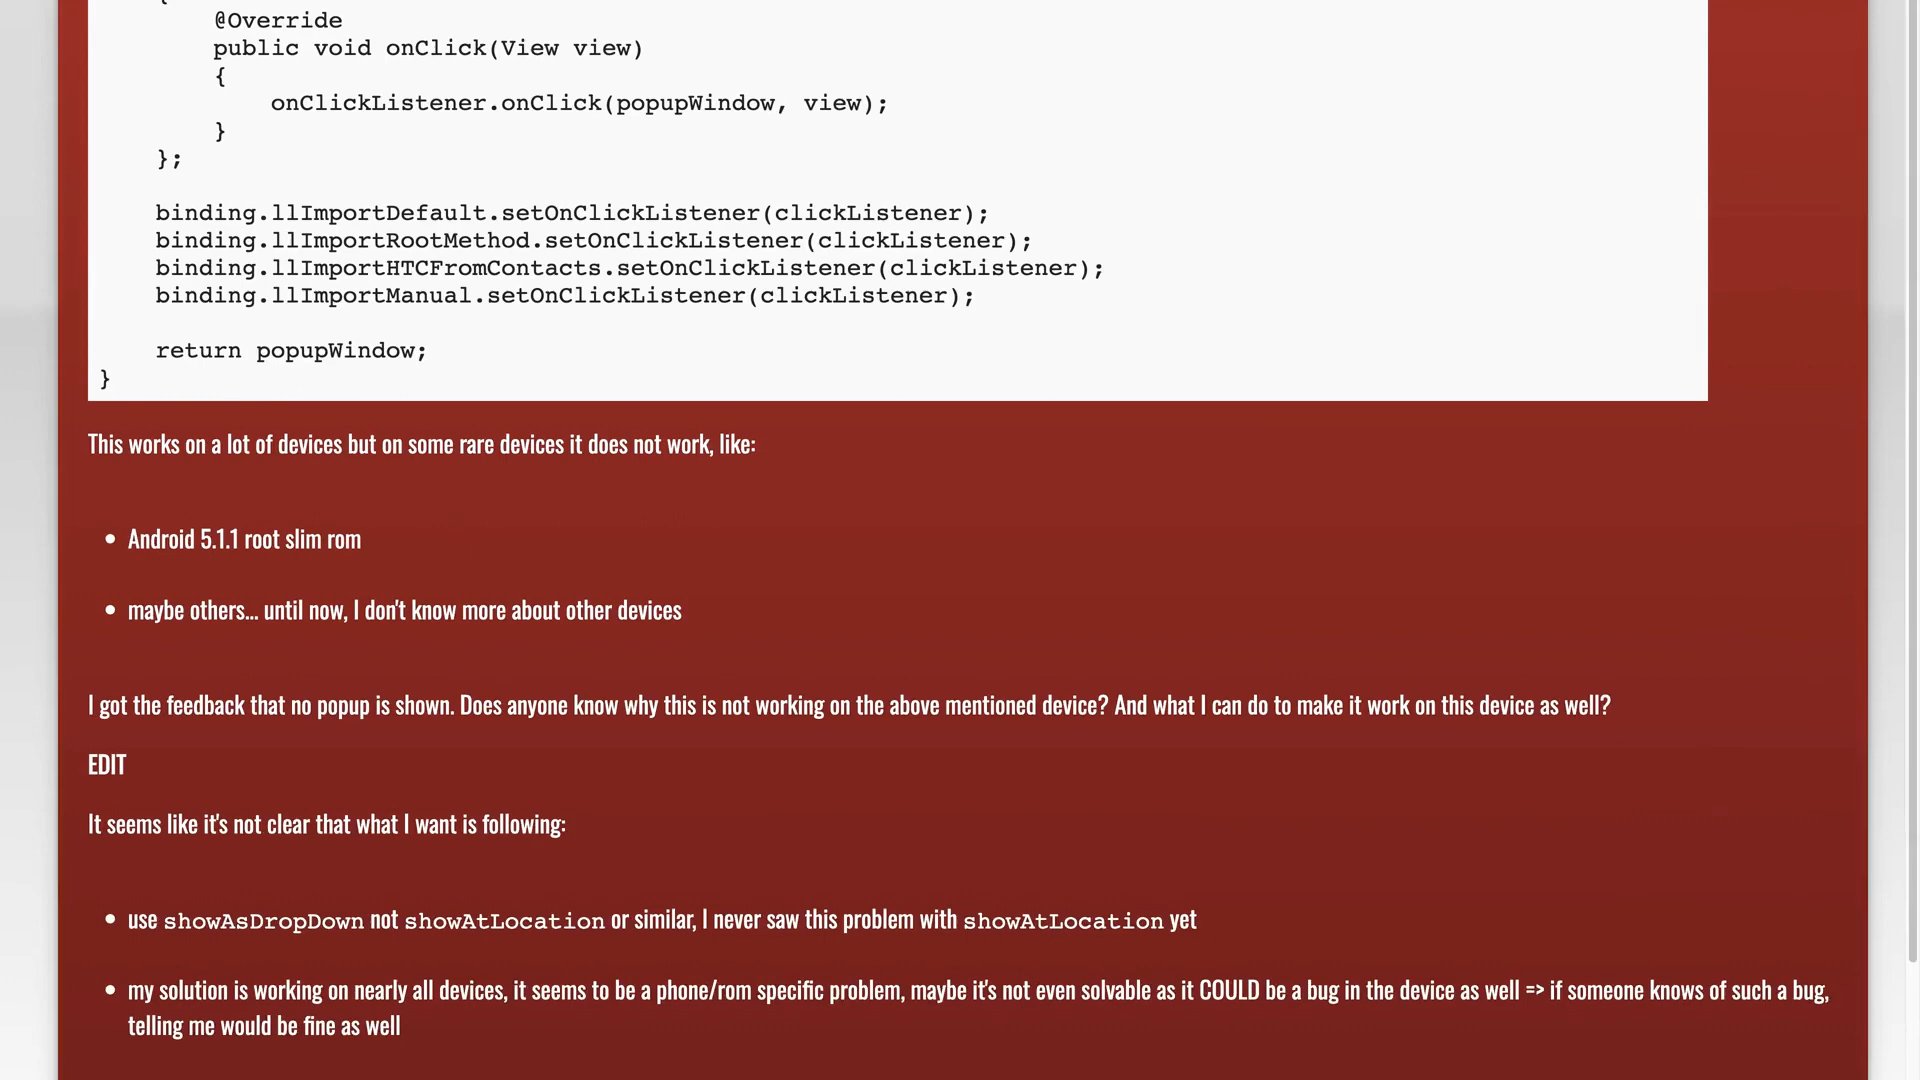 @Override
public void onClick(View view)
{
onClickListener.onClick(popupWindow, view);
}
};
binding.llImportDefault.setOnClickListener(clickListener);
binding.llImportRootMethod.setOnClickListener(clickListener);
binding.llImportHTCFromContacts.setOnClickListener(clickListener);
binding.llImportManual.setOnClickListener(clickListener);
return popupWindow;
}
This works on a lot of devices but on some rare devices it does not work, like:
• Android 5.1.1 root slim rom
• maybe others... until now, I don't know more about other devices
I got the feedback that no popup is shown. Does anyone know why this is not working on the above mentioned device? And what I can do to make it work on this device as well?
EDIT
It seems like it's not clear that what I want is following:
• use showAsDropDown not showAtLocation or similar, I never saw this problem with showAtLocation yet
• my solution is working on nearly all devices, it seems to be a phone/rom specific problem, maybe it's not even solvable as it COULD be a bug in the device as well => if someone knows of such a bug,
telling me would be fine as well